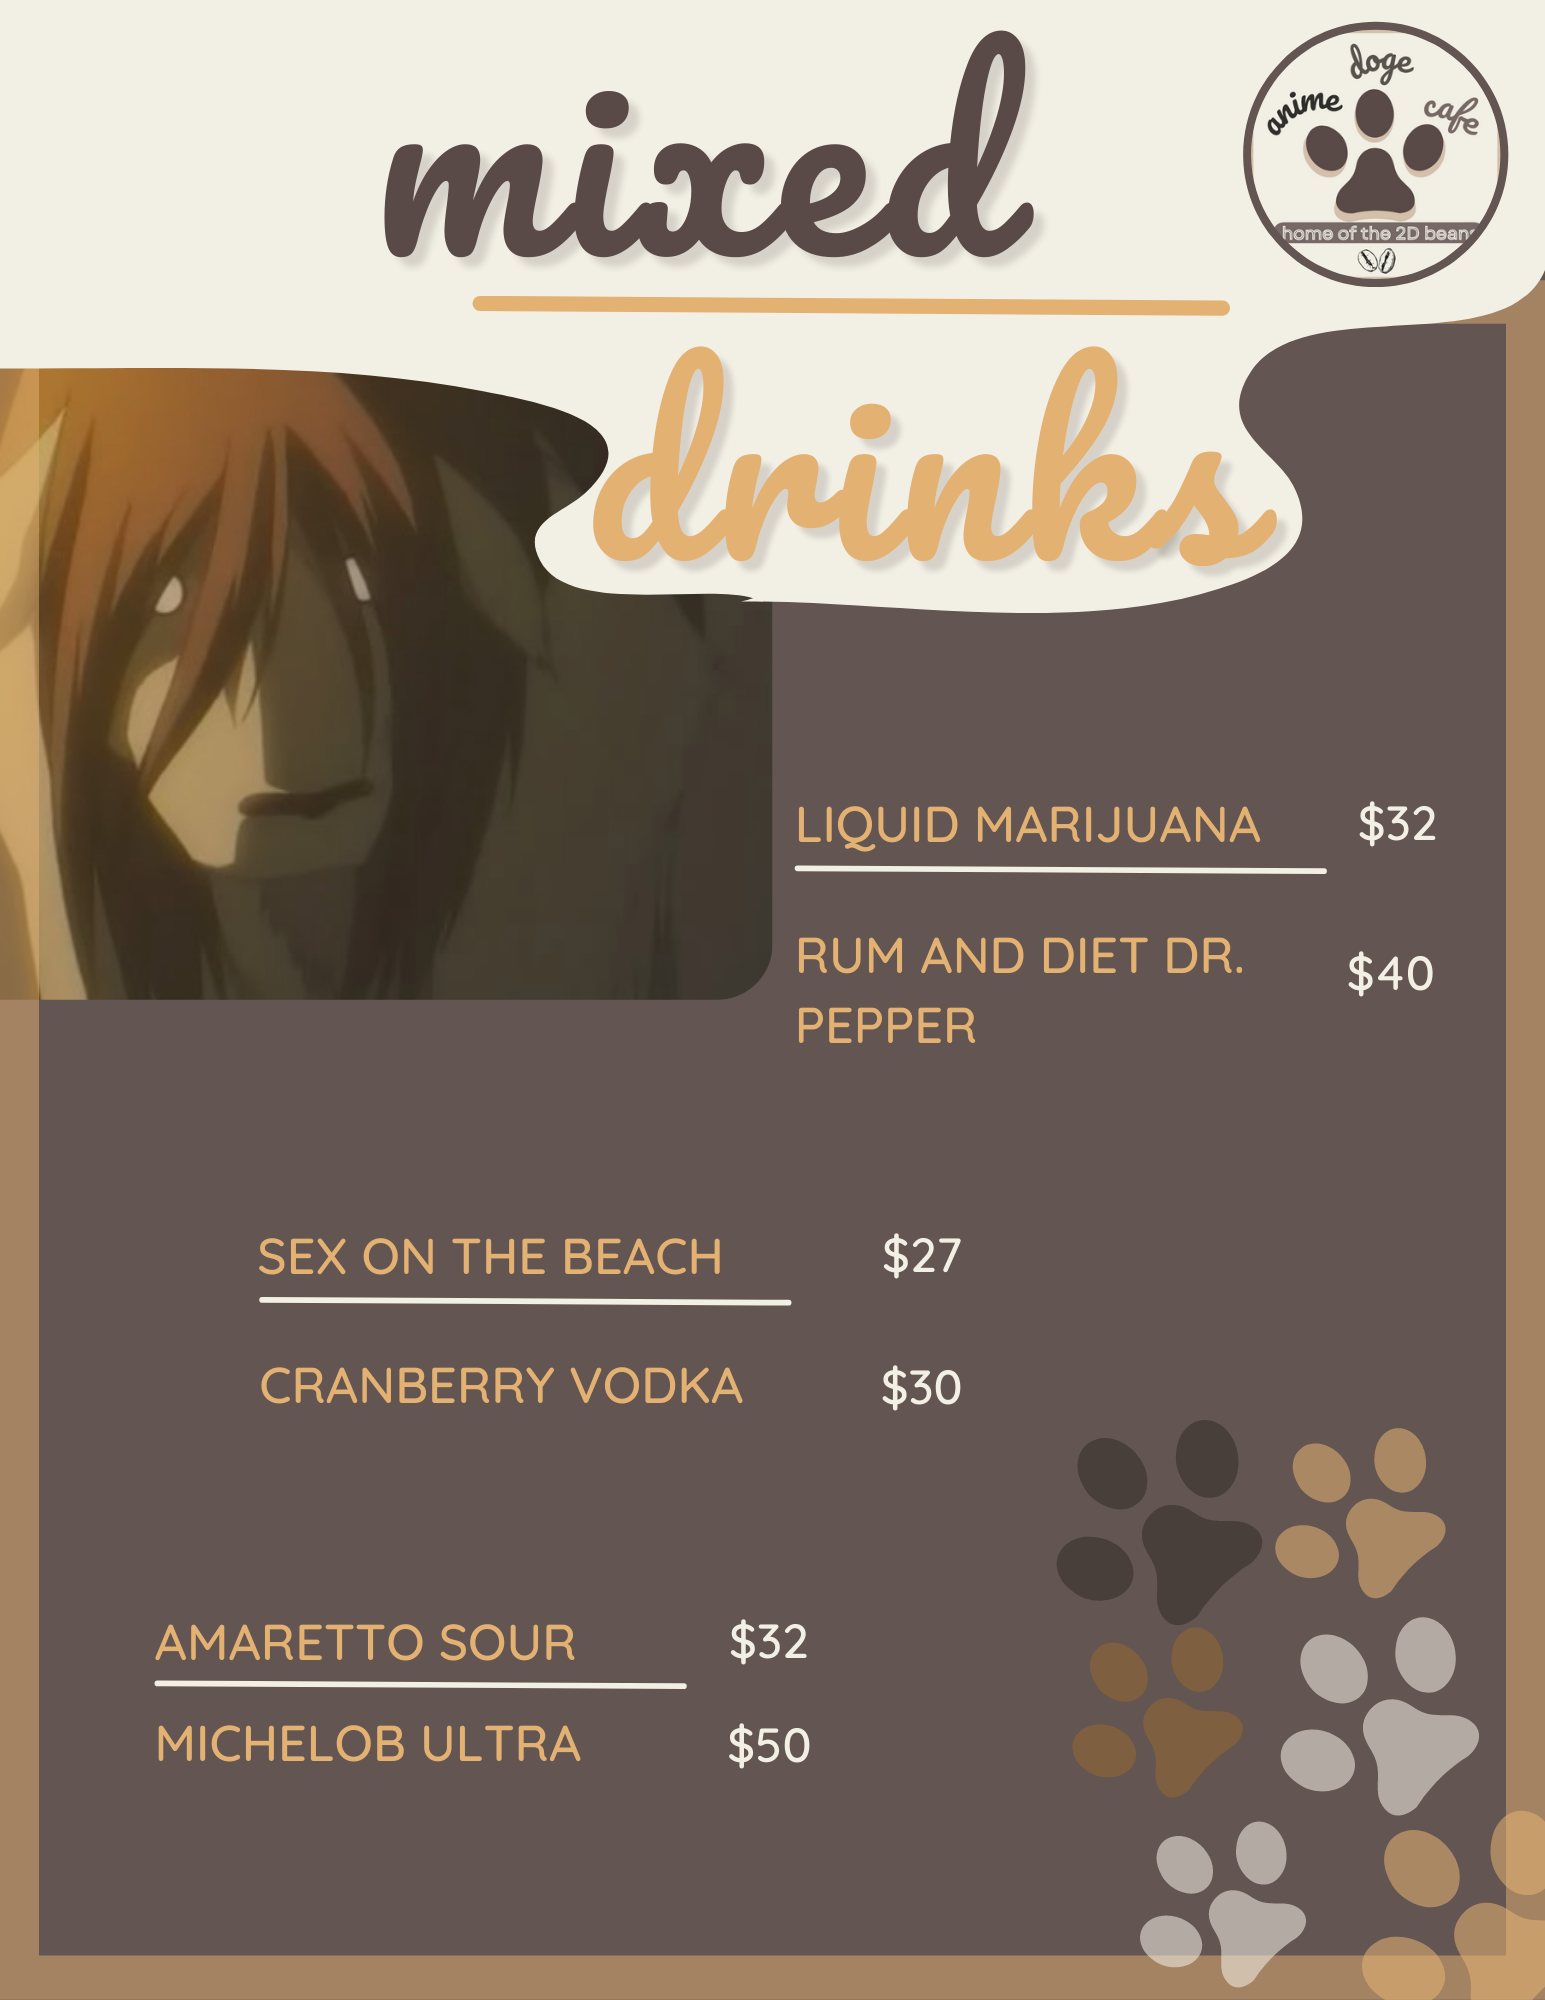 mixed
doge
anime
cafe
home of the 2D beans
drinks
LIQUID MARIJUANA $32
RUM AND DIET DR. $40
PEPPER
SEX ON THE BEACH $27
CRANBERRY VODKA $30
AMARETTO SOUR $32
MICHELOB ULTRA $50